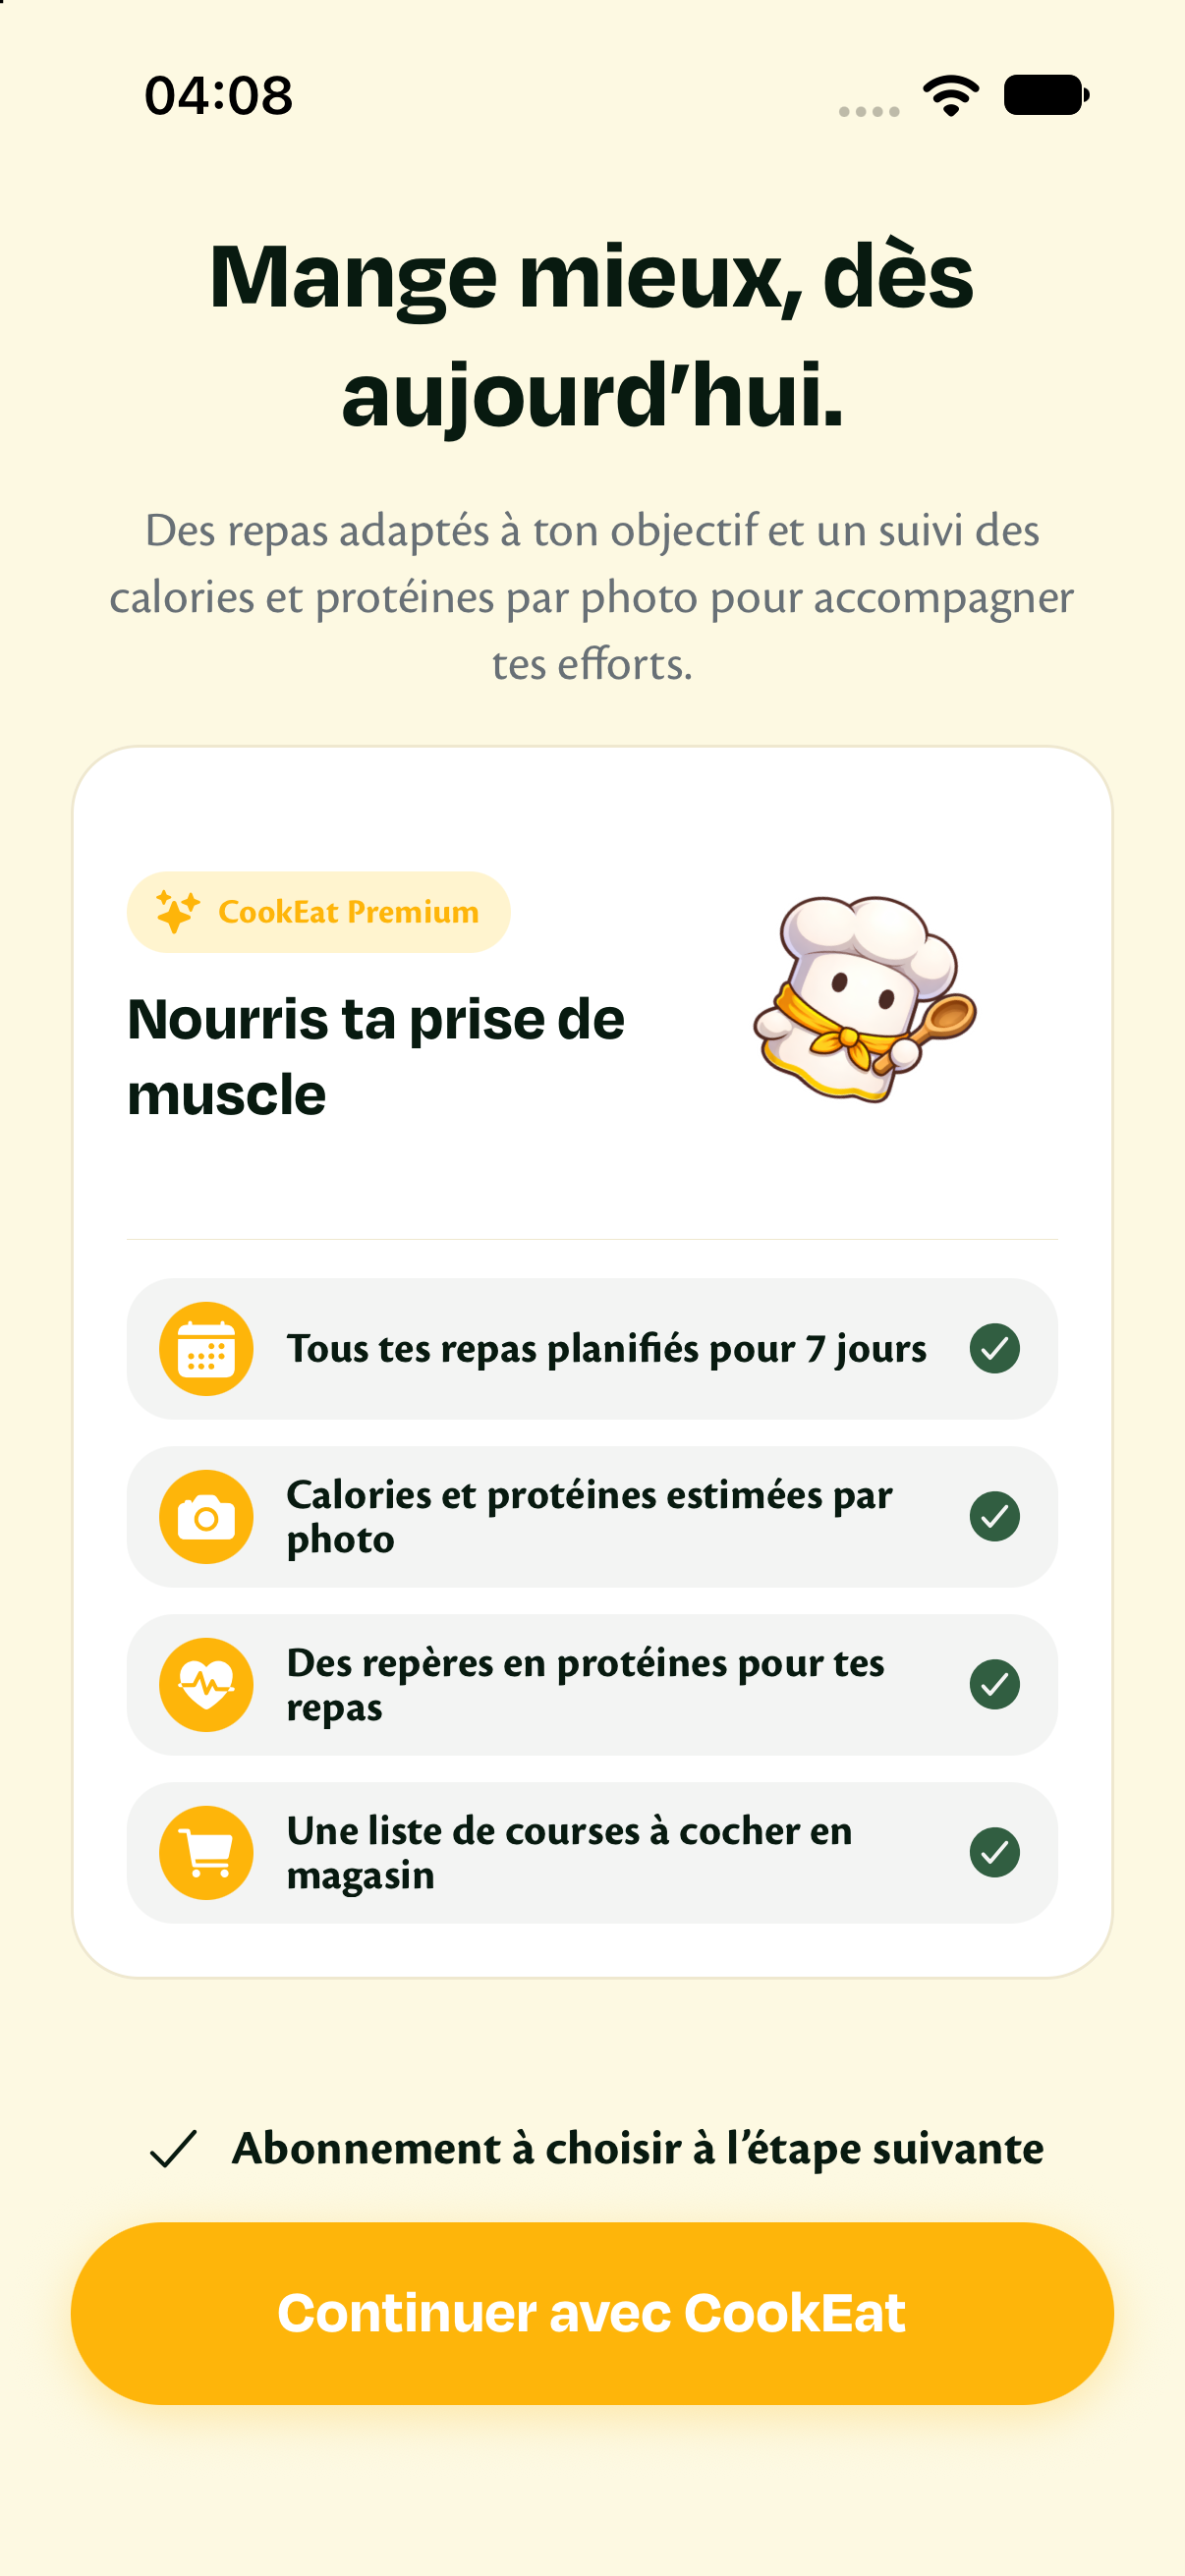 04:08
Mange mieux, dès
aujourd’hui.
Des repas adaptés à ton objectif et un suivi des
calories et protéines par photo pour accompagner
tes efforts.
CookEat Premium
Nourris ta prise de
muscle
Tous tes repas planifiés pour 7 jours
Calories et protéines estimées par
photo
Des repères en protéines pour tes
repas
Une liste de courses à cocher en
magasin
Abonnement à choisir à l’étape suivante
Continuer avec CookEat